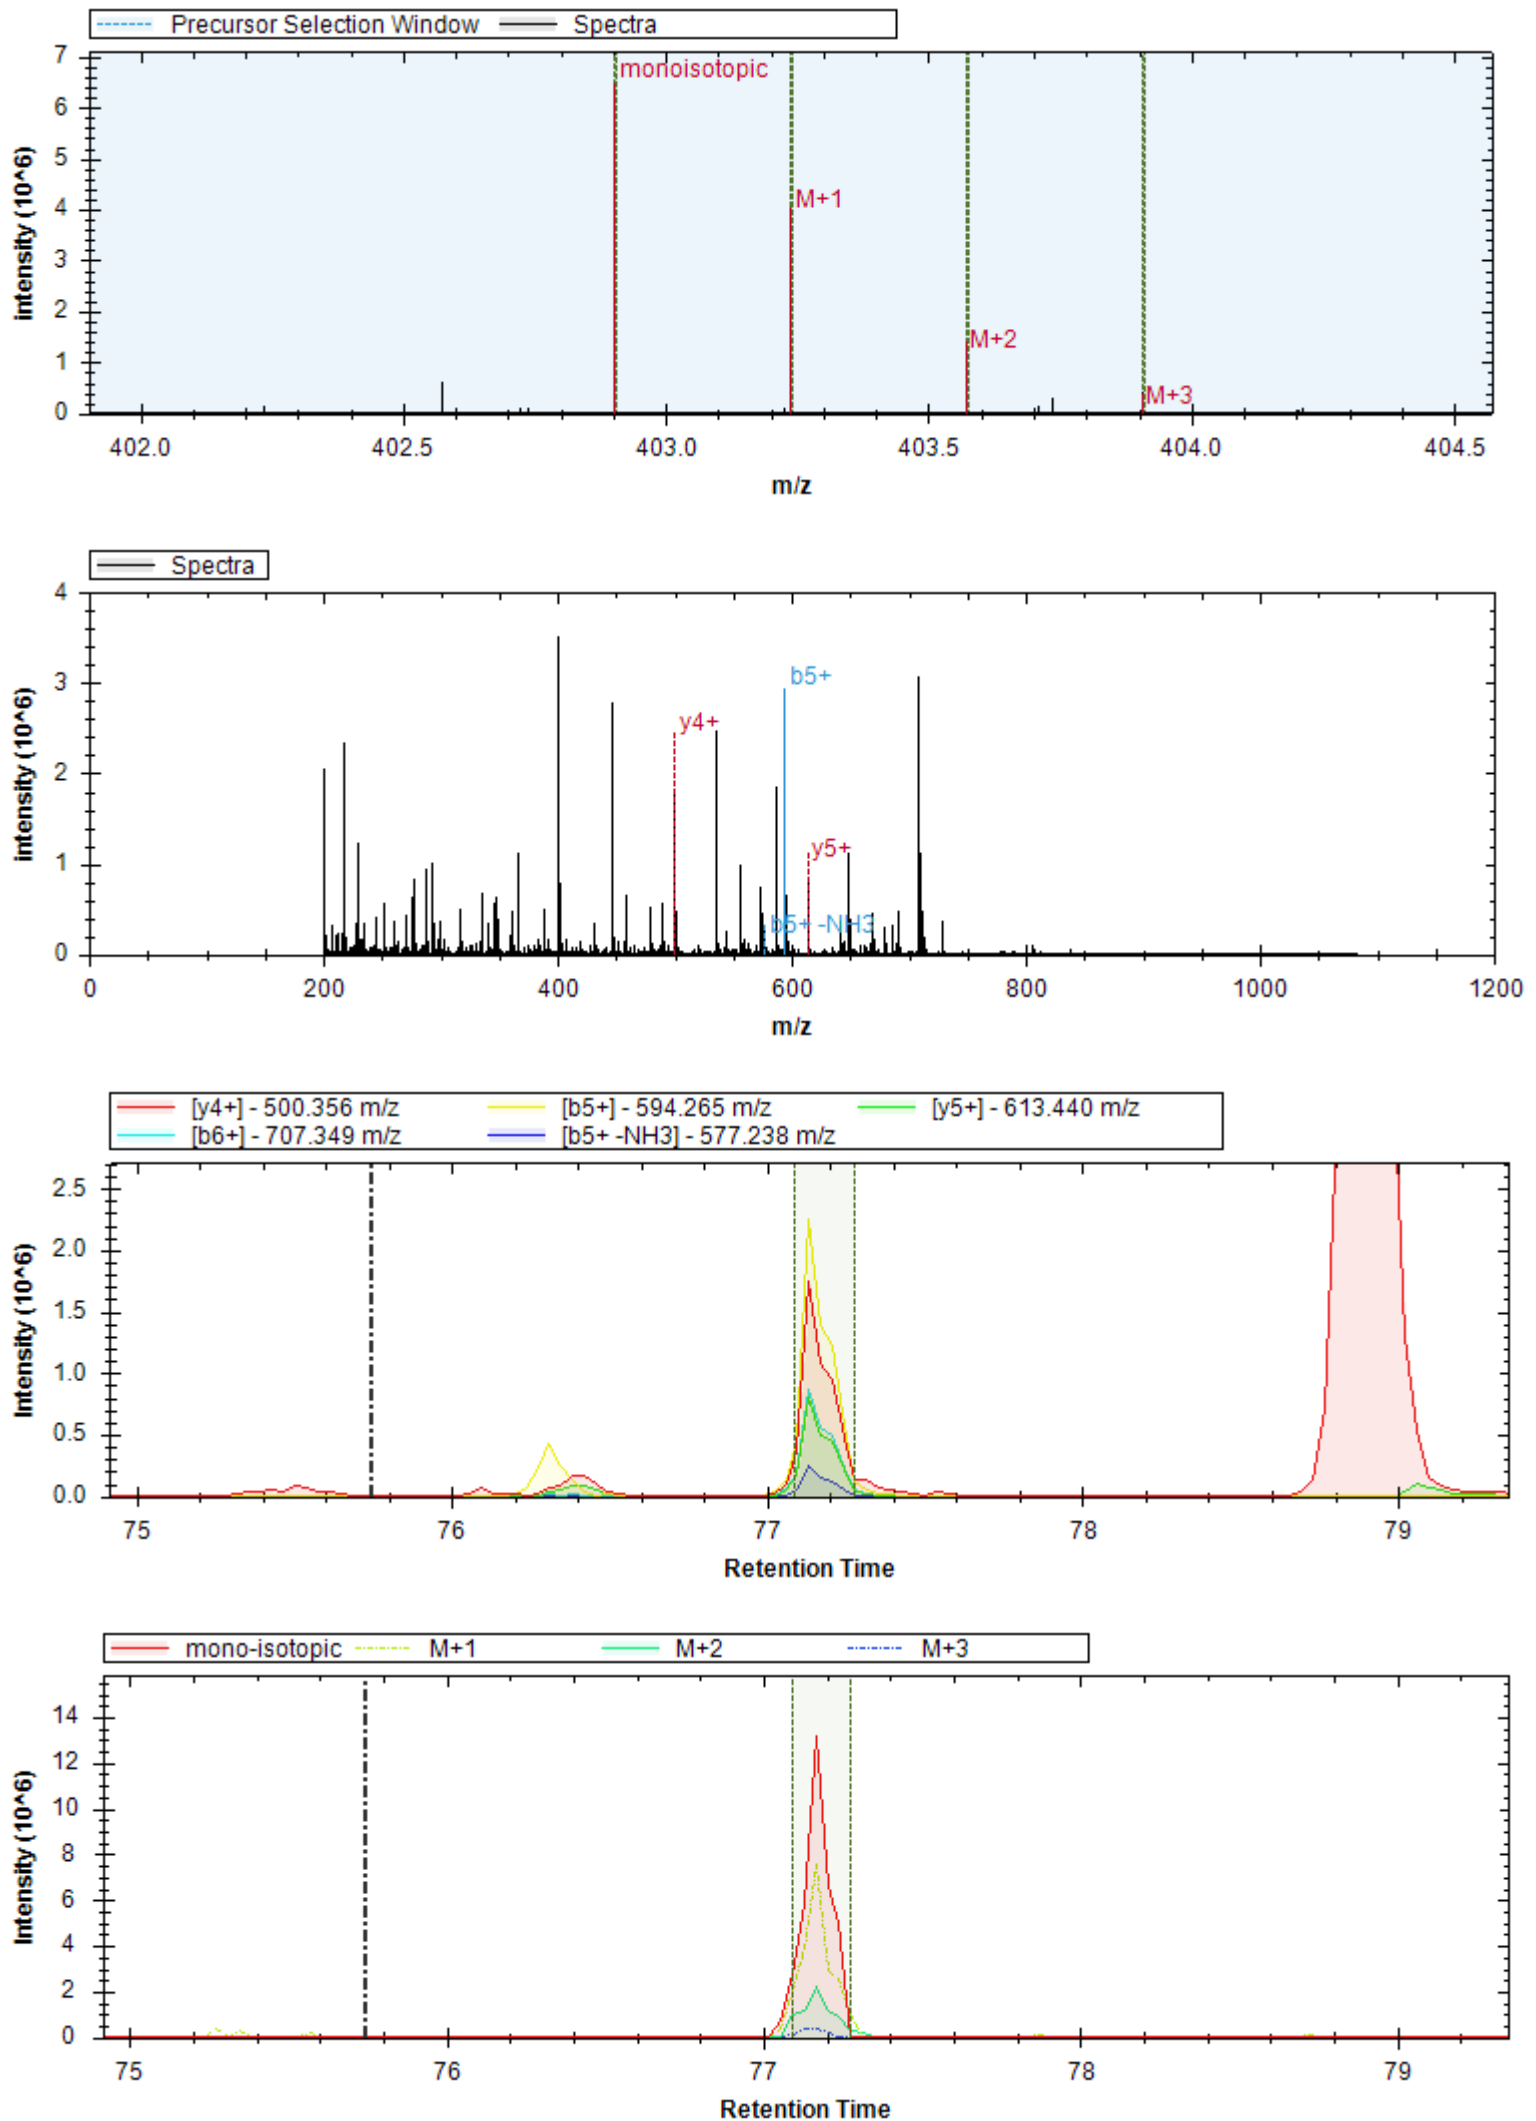 Precursor Selection Window Spectra
7
6
5
4
3
2
1
0
intensity (10^6)
monoisotopic
M+1
M+2
M+3
402.0 402.5 403.0 403.5 404.0 404.5
m/z
Spectra
4
3
2
1
0
intensity (10^6)
b5+
y4+
y5+
b5+ -NH3
0 200 400 600 800 1000 1200
m/z
[y4+] - 500.356 m/z [b5+] - 594.265 m/z [y5+] - 613.440 m/z
[b6+] - 707.349 m/z [b5+ -NH3] - 577.238 m/z
2.5
2.0
1.5
1.0
0.5
0.0
Intensity (10^6)
75 76 77 78 79
Retention Time
mono-isotopic M+1 M+2 M+3
14
12
10
8
6
4
2
0
Intensity (10^6)
75 76 77 78 79
Retention Time